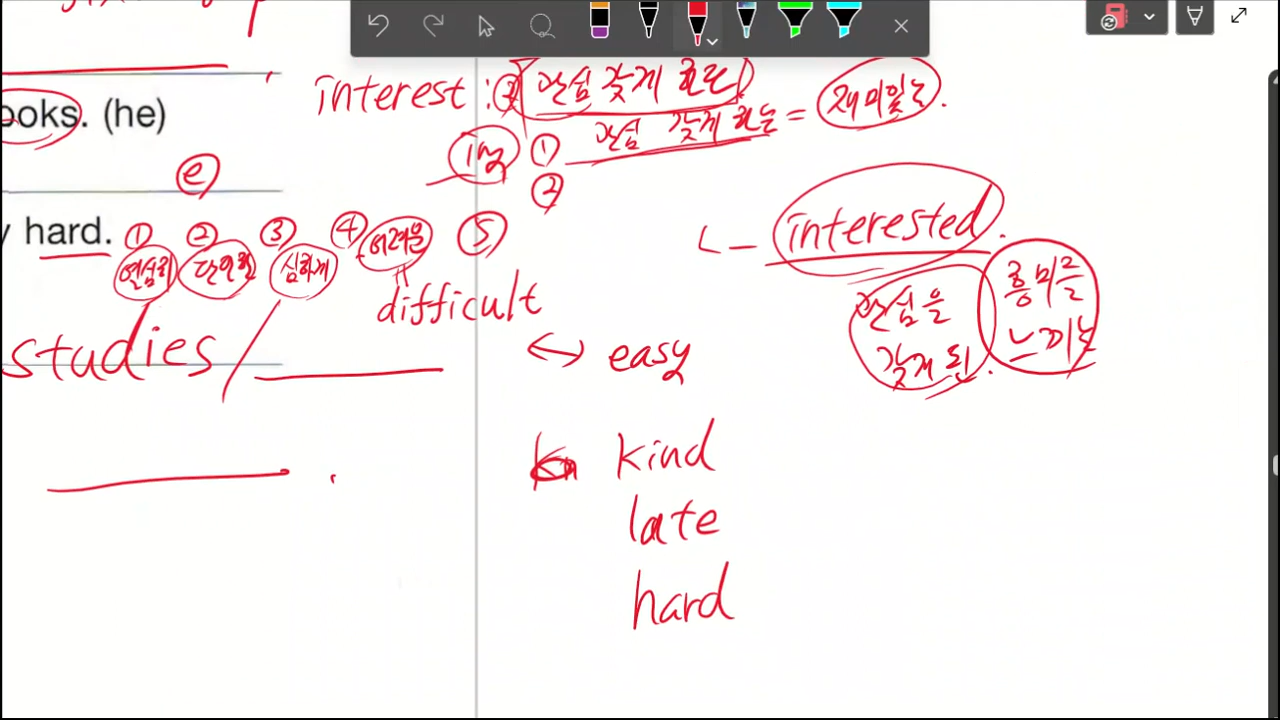 interest : ② 관심 갖게 하다
ooks. (he)
ing ① 관심 갖게 하는 = 재미있는.
②
e
interested.
y hard. ① ② ③ ④ 어려운 ⑤
열심히 단단한 심하게
difficult
관심을 갖게 된.
흥미를 느끼는
studies /
↔ easy
kind
late
hard